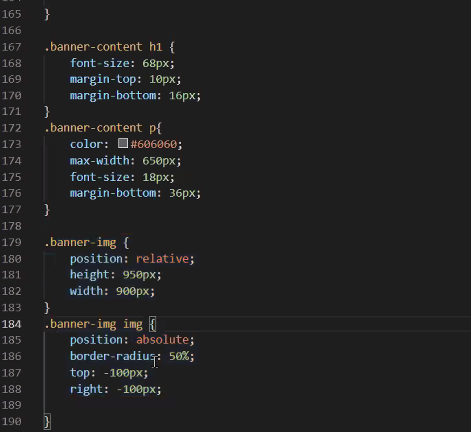 165 }
166
167 .banner-content h1 {
168 font-size: 68px;
169 margin-top: 10px;
170 margin-bottom: 16px;
171 }
172 .banner-content p{
173 color: #606060;
174 max-width: 650px;
175 font-size: 18px;
176 margin-bottom: 36px;
177 }
178
179 .banner-img {
180 position: relative;
181 height: 950px;
182 width: 900px;
183 }
184 .banner-img img {
185 position: absolute;
186 border-radius: 50%;
187 top: -100px;
188 right: -100px;
189
190 }